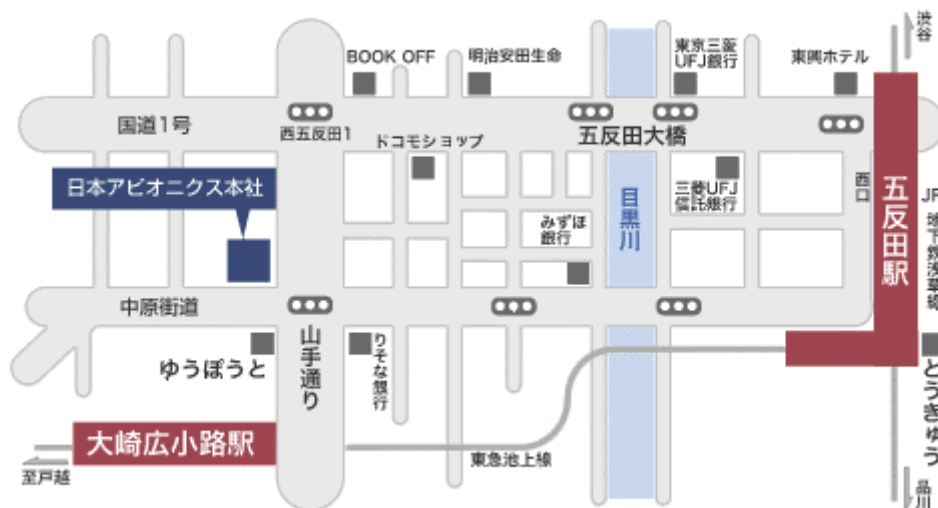 渋谷
BOOK OFF
明治安田生命
東京三菱
UFJ銀行
東興ホテル
国道1号
西五反田1
ドコモショップ
五反田大橋
日本アビオニクス本社
三菱UFJ
信託銀行
西口
五反田駅
JR
地下鉄浅草線
目黒川
みずほ
銀行
中原街道
山手通り
ゆうぽうと
りそな銀行
とうきゅう
大崎広小路駅
東急池上線
至戸越
品川